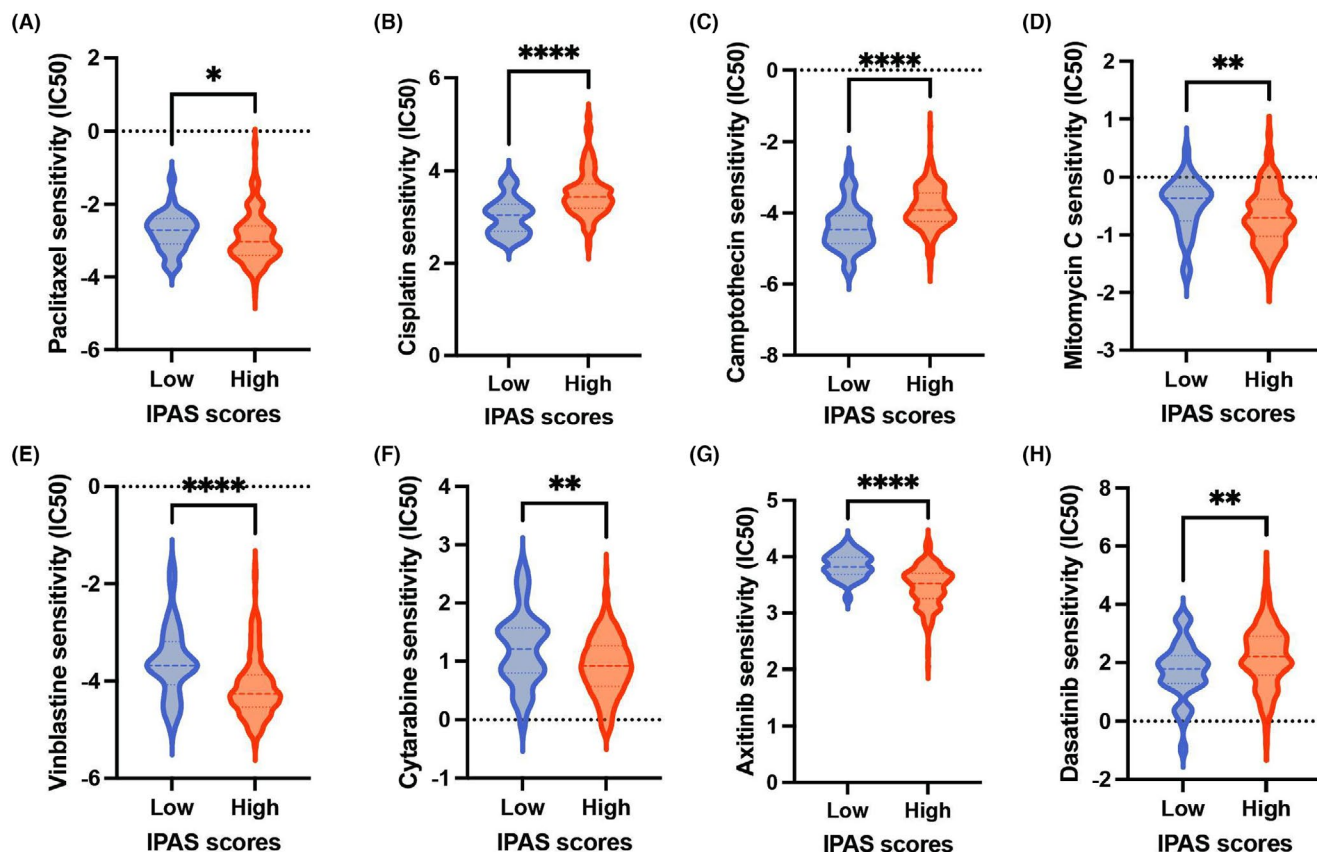 (A)
Paclitaxel sensitivity (IC50)
2
0
-2
-4
-6
*
Low High
IPAS scores
(B)
Cisplatin sensitivity (IC50)
6
4
2
0
****
Low High
IPAS scores
(C)
Camptothecin sensitivity (IC50)
0
-2
-4
-6
-8
****
Low High
IPAS scores
(D)
Mitomycin C sensitivity (IC50)
2
1
0
-1
-2
-3
**
Low High
IPAS scores
(E)
Vinblastine sensitivity (IC50)
0
-2
-4
-6
****
Low High
IPAS scores
(F)
Cytarabine sensitivity (IC50)
4
3
2
1
0
-1
**
Low High
IPAS scores
(G)
Axitinib sensitivity (IC50)
5
4
3
2
1
0
****
Low High
IPAS scores
(H)
Dasatinib sensitivity (IC50)
8
6
4
2
0
-2
**
Low High
IPAS scores